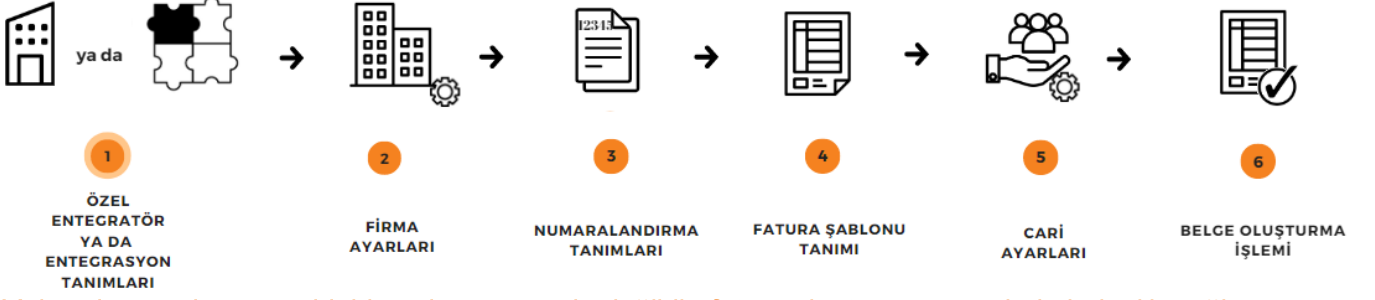 12345
ya da
1
2
3
4
5
6
ÖZEL
ENTEGRATÖR
YA DA
ENTEGRASYON
TANIMLARI
FİRMA
AYARLARI
NUMARALANDIRMA
TANIMLARI
FATURA ŞABLONU
TANIMI
CARİ
AYARLARI
BELGE OLUŞTURMA
İŞLEMİ